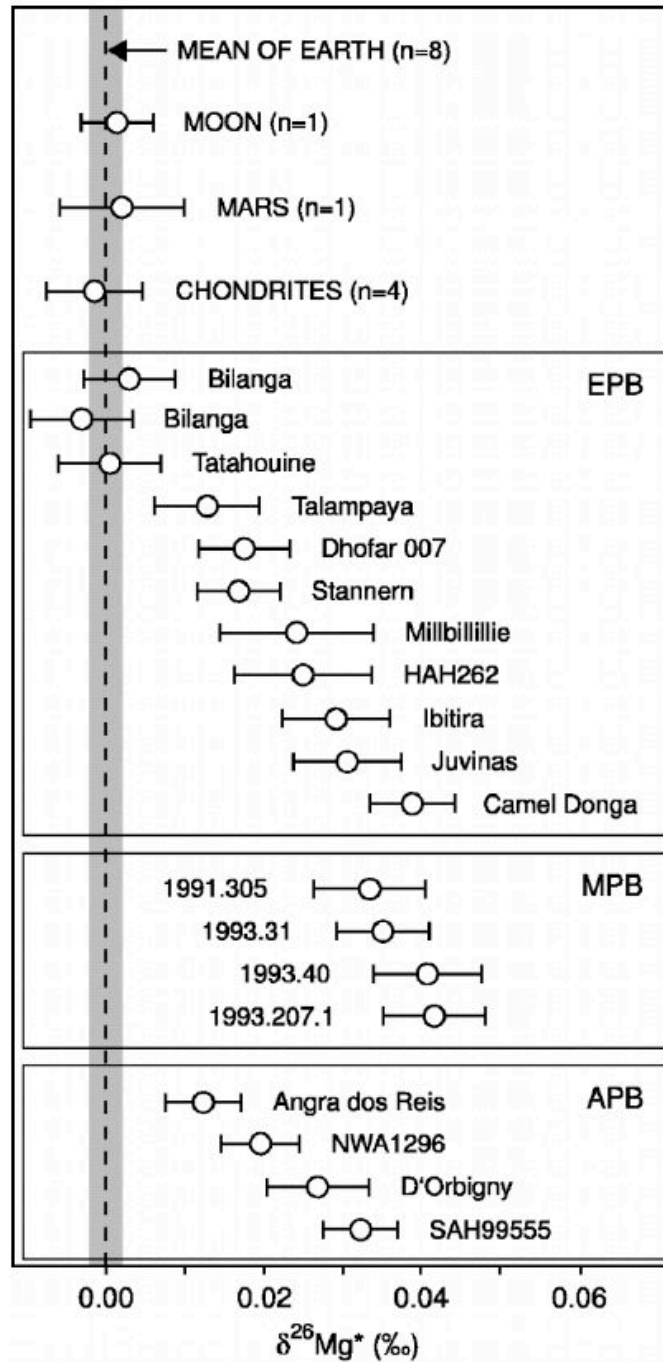 MEAN OF EARTH (n=8)
MOON (n=1)
MARS (n=1)
CHONDRITES (n=4)
EPB
Bilanga
Bilanga
Tatahouine
Talampaya
Dhofar 007
Stannern
Millbillillie
HAH262
Ibitira
Juvinas
Camel Donga
MPB
1991.305
1993.31
1993.40
1993.207.1
APB
Angra dos Reis
NWA1296
D'Orbigny
SAH99555
0.00 0.02 0.04 0.06
δ²⁶Mg* (‰)